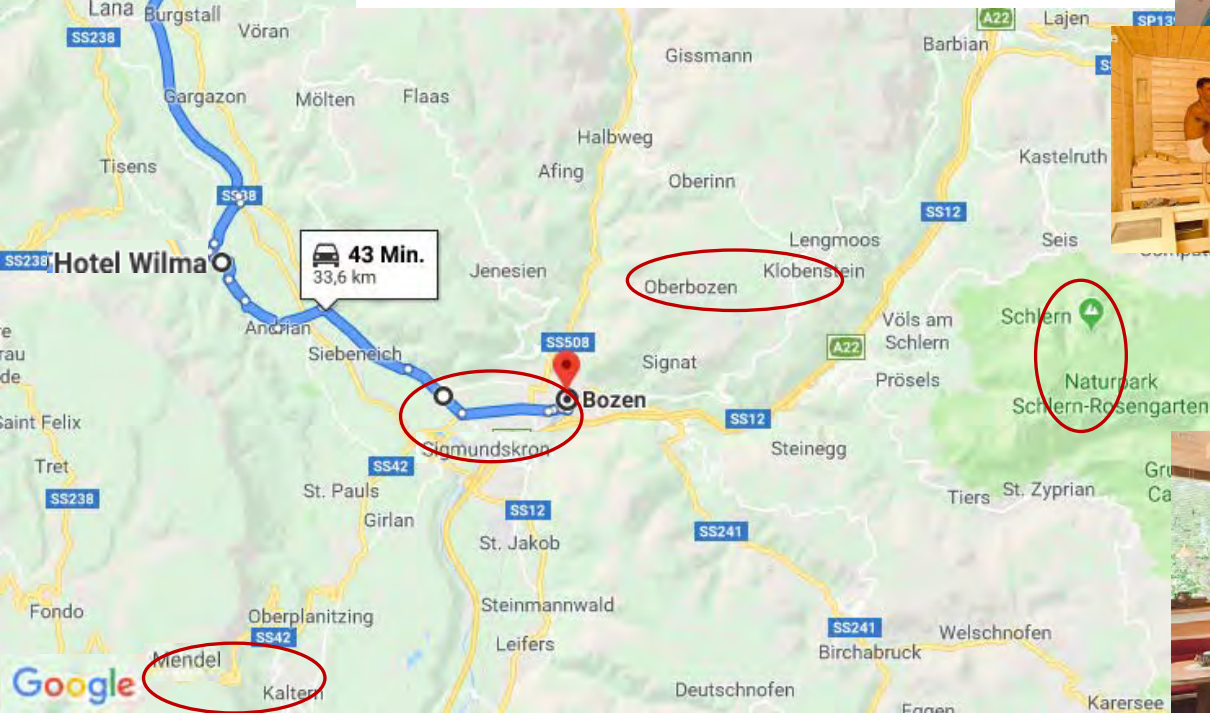 Lana
Burgstall
SS238
Vöran
Gissmann
A22
Lajen
Barbian
Gargazon
Mölten
Flaas
Halbweg
Tisens
Afing
Oberinn
Kastelruth
SS38
SS12
SS238
Hotel Wilma
43 Min.
33,6 km
Jenesien
Lengmoos
Klobenstein
Oberbozen
Seis
Andrian
Siebeneich
SS508
Signat
A22
Völs am
Schlern
Schlern
Prösels
Naturpark
Schlern-Rosengarten
Bozen
SS12
Saint Felix
Sigmundskron
Steinegg
Tret
SS42
SS238
St. Pauls
Girlan
SS12
St. Jakob
SS241
Tiers
St. Zyprian
Fondo
Oberplanitzing
SS42
Steinmannwald
Leifers
SS241
Birchabruck
Welschnofen
Mendel
Google
Kaltern
Deutschnofen
Eggen
Karersee